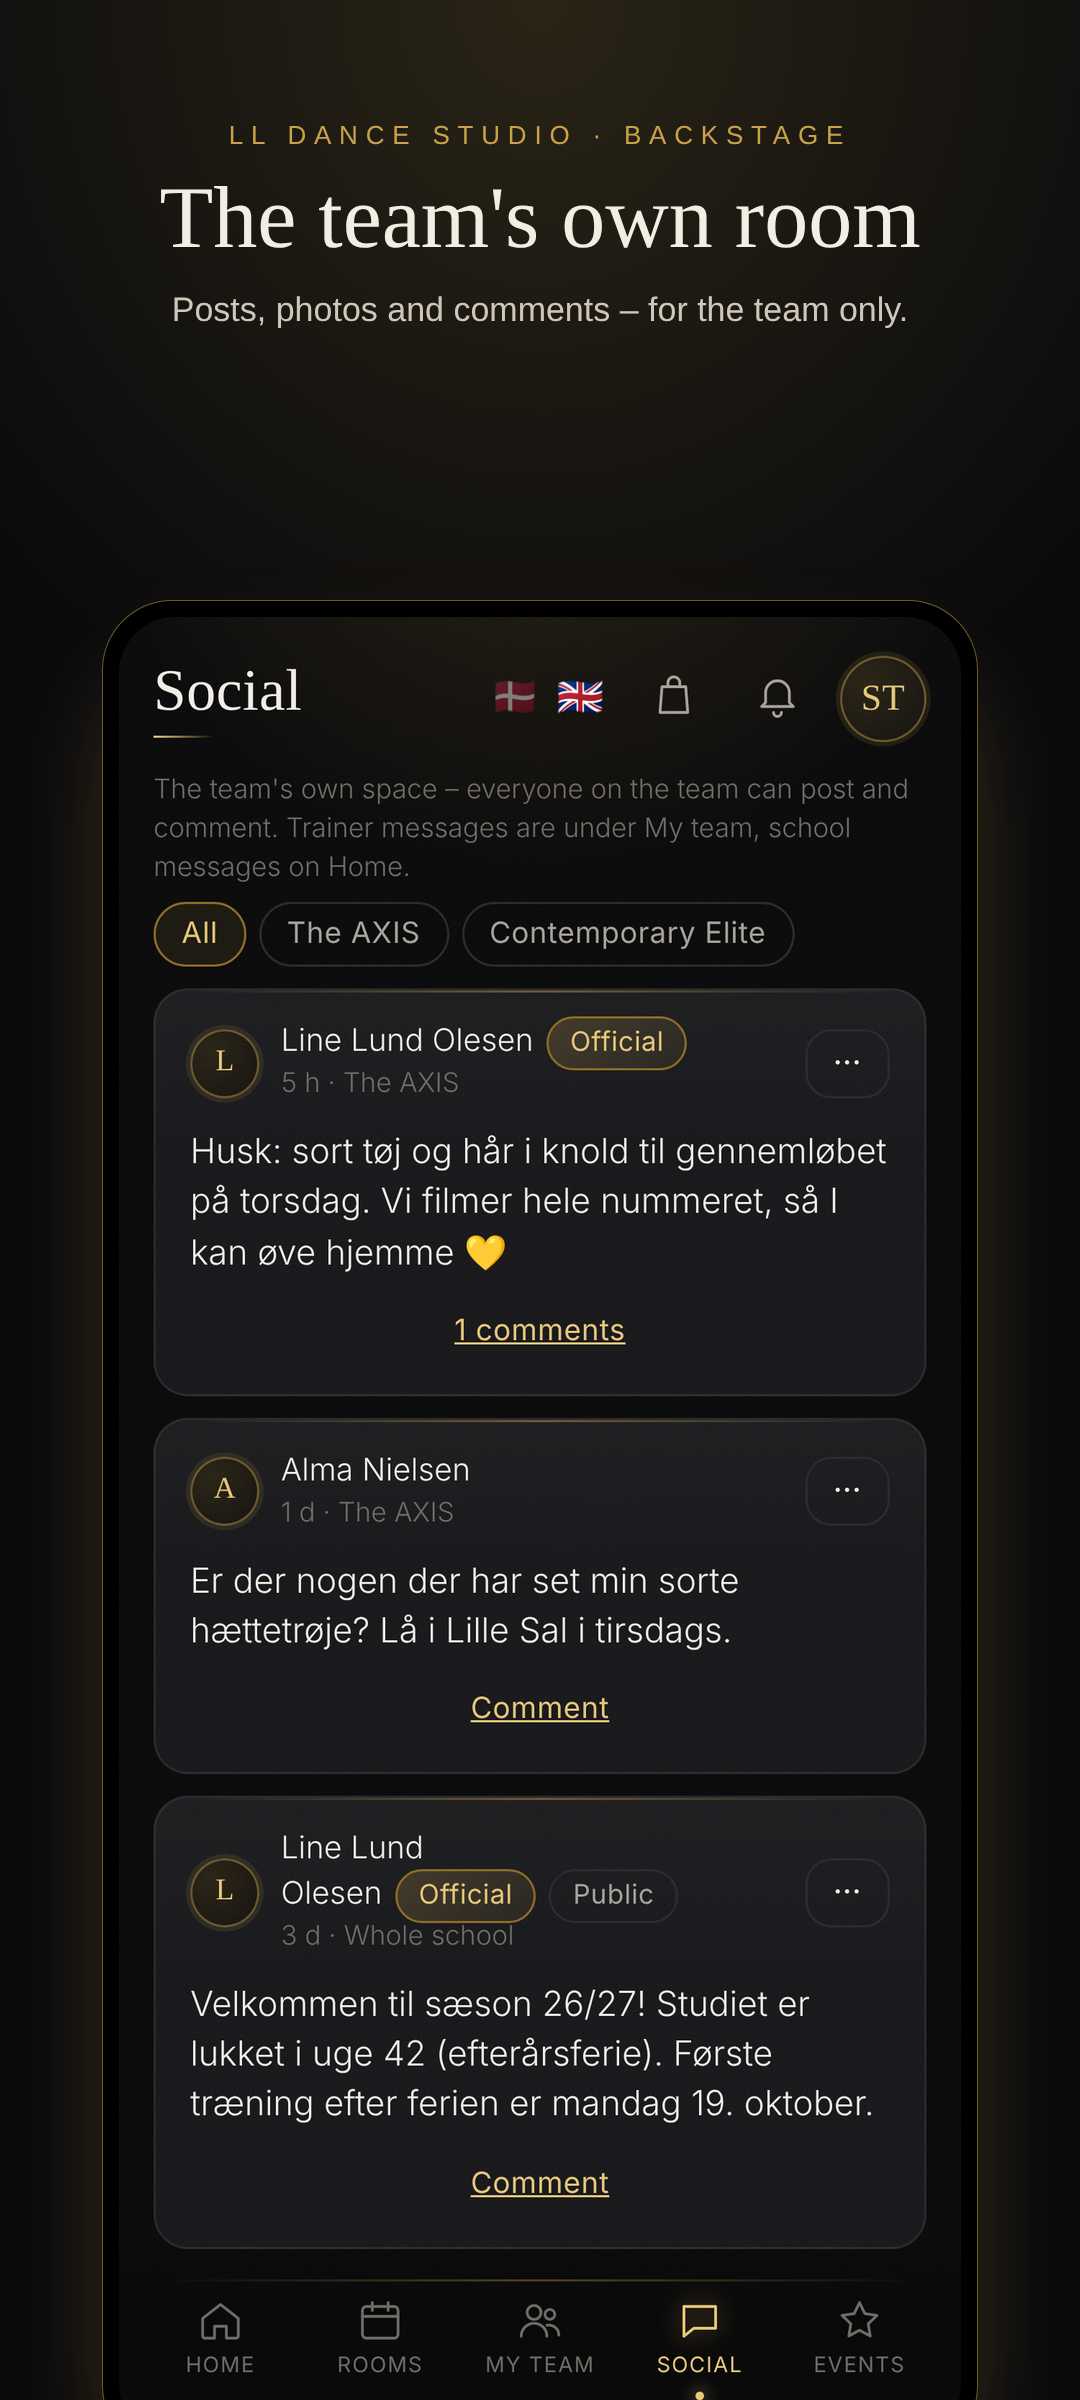 LL DANCE STUDIO · BACKSTAGE
The team's own room
Posts, photos and comments – for the team only.
Social
ST
The team's own space – everyone on the team can post and
comment. Trainer messages are under My team, school
messages on Home.
All The AXIS Contemporary Elite
L
Line Lund Olesen Official
5 h · The AXIS
Husk: sort tøj og hår i knold til gennemløbet
på torsdag. Vi filmer hele nummeret, så I
kan øve hjemme 💛
1 comments
A
Alma Nielsen
1 d · The AXIS
Er der nogen der har set min sorte
hættetrøje? Lå i Lille Sal i tirsdags.
Comment
L
Line Lund
Olesen Official Public
3 d · Whole school
Velkommen til sæson 26/27! Studiet er
lukket i uge 42 (efterårsferie). Første
træning efter ferien er mandag 19. oktober.
Comment
HOME ROOMS MY TEAM SOCIAL EVENTS